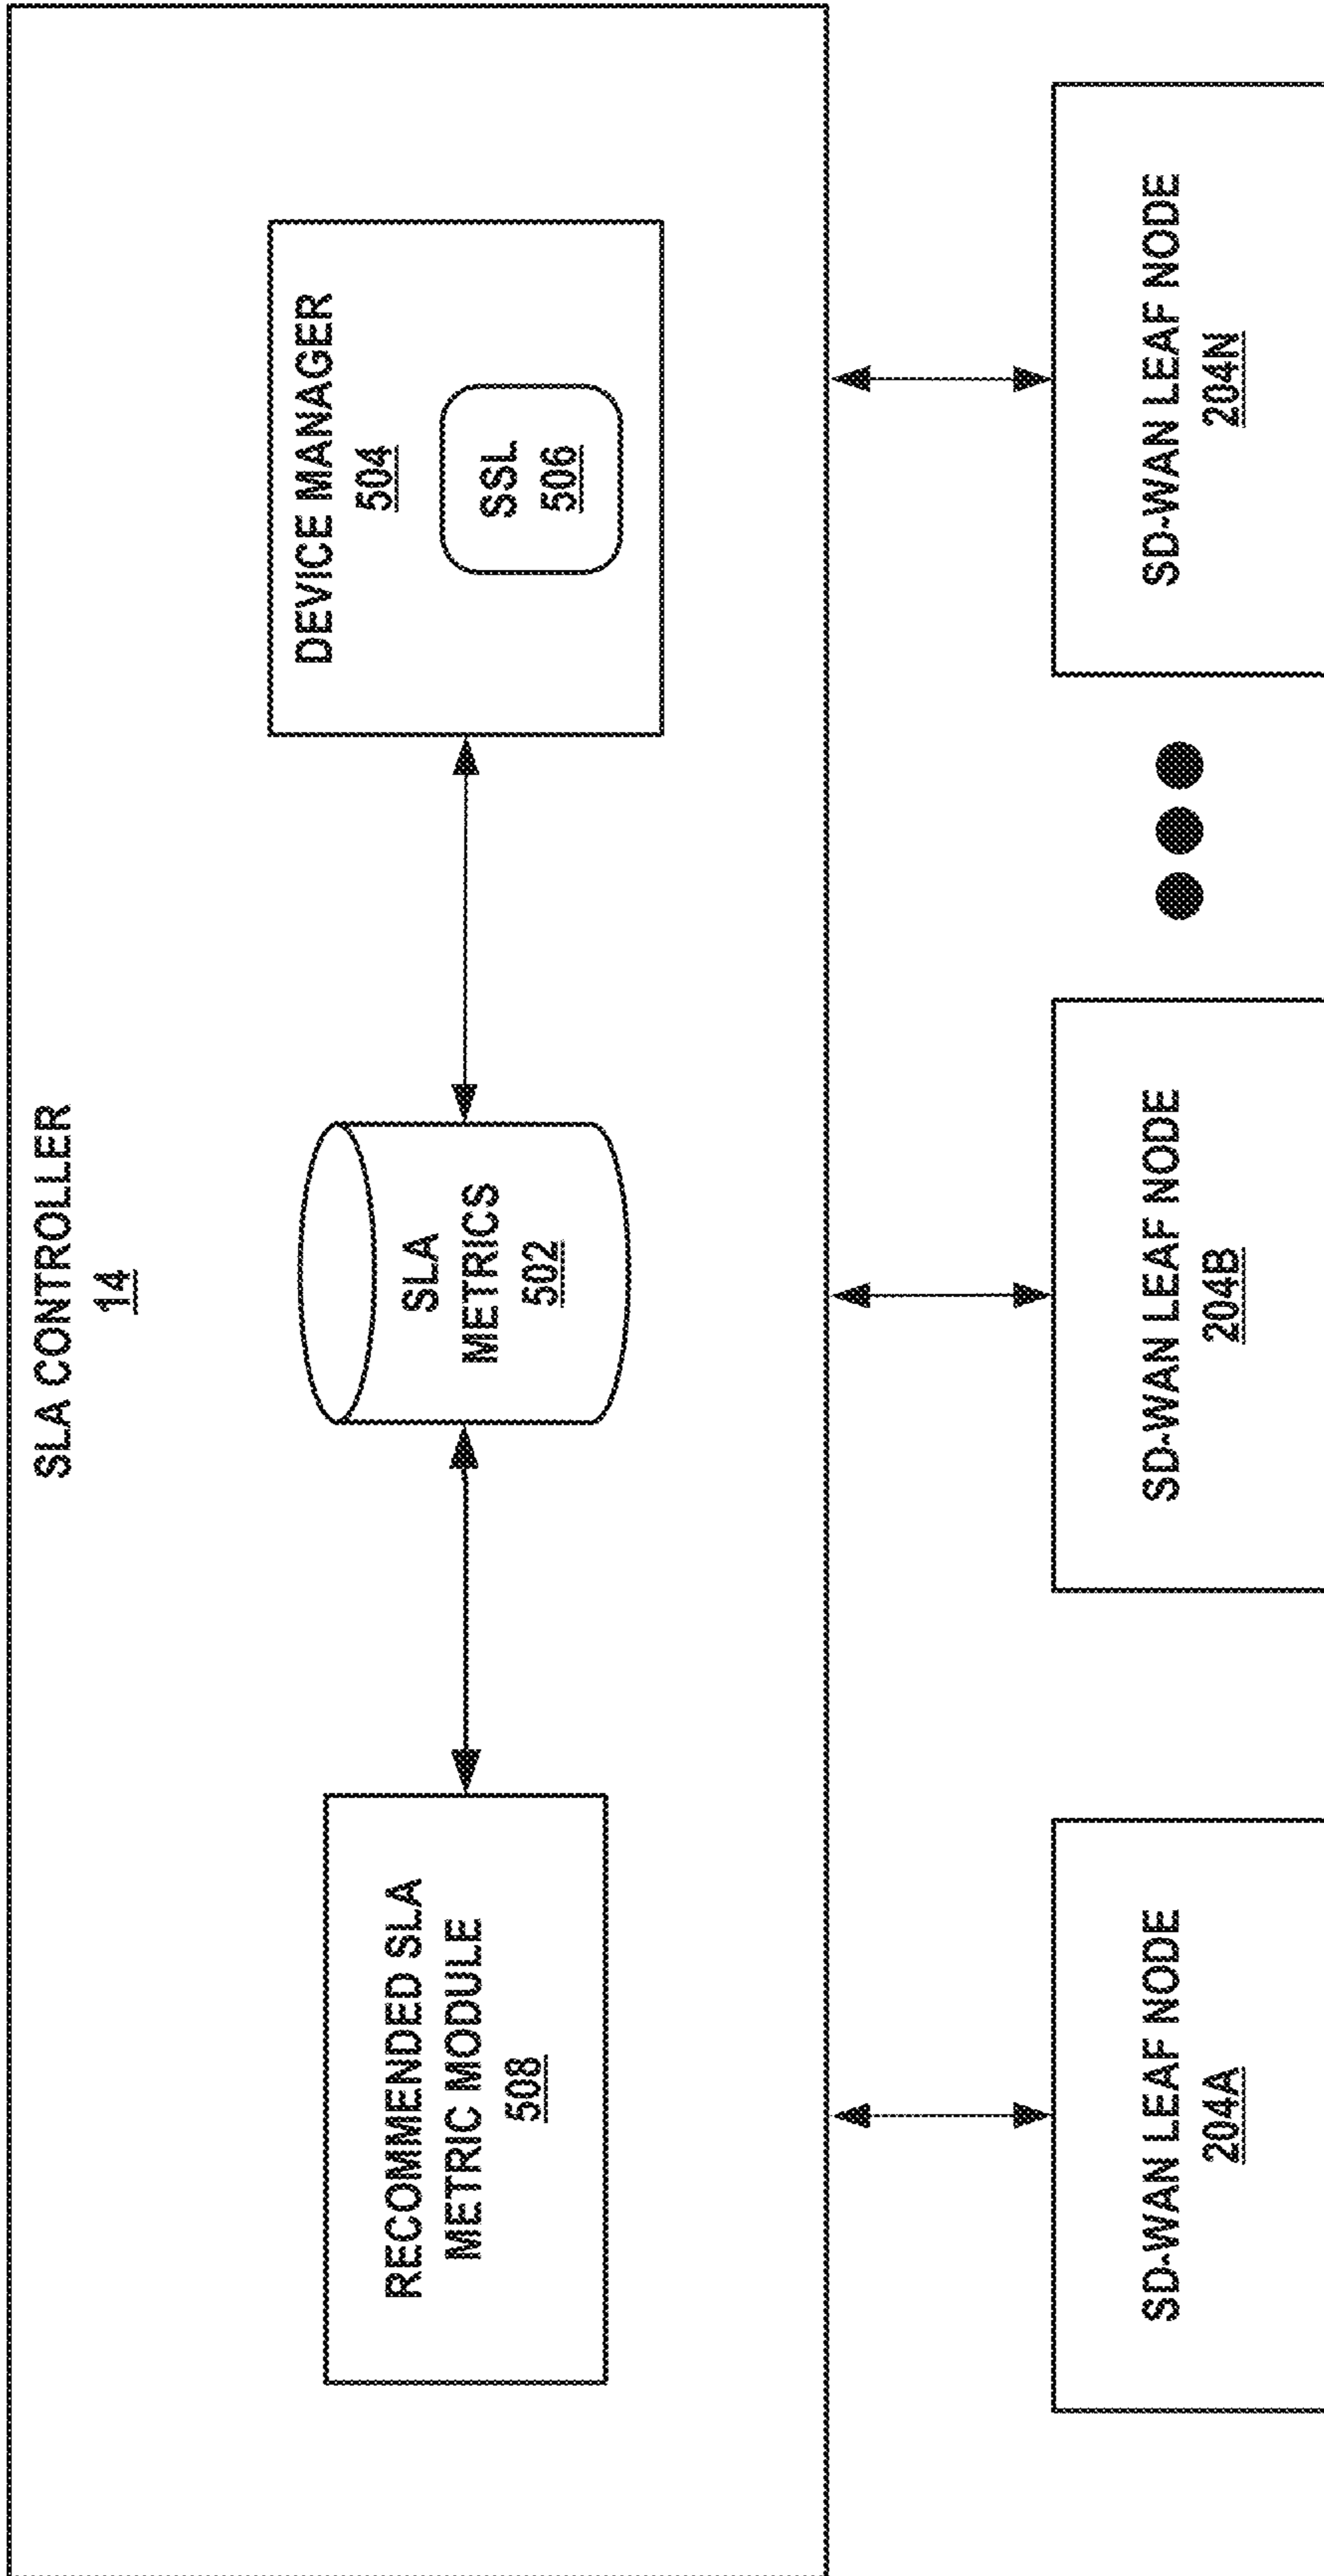 SLA CONTROLLER
14
RECOMMENDED SLA
METRIC MODULE
508
SLA
METRICS
502
DEVICE MANAGER
504
SSL
506
SD-WAN LEAF NODE
204A
SD-WAN LEAF NODE
204B
SD-WAN LEAF NODE
204N